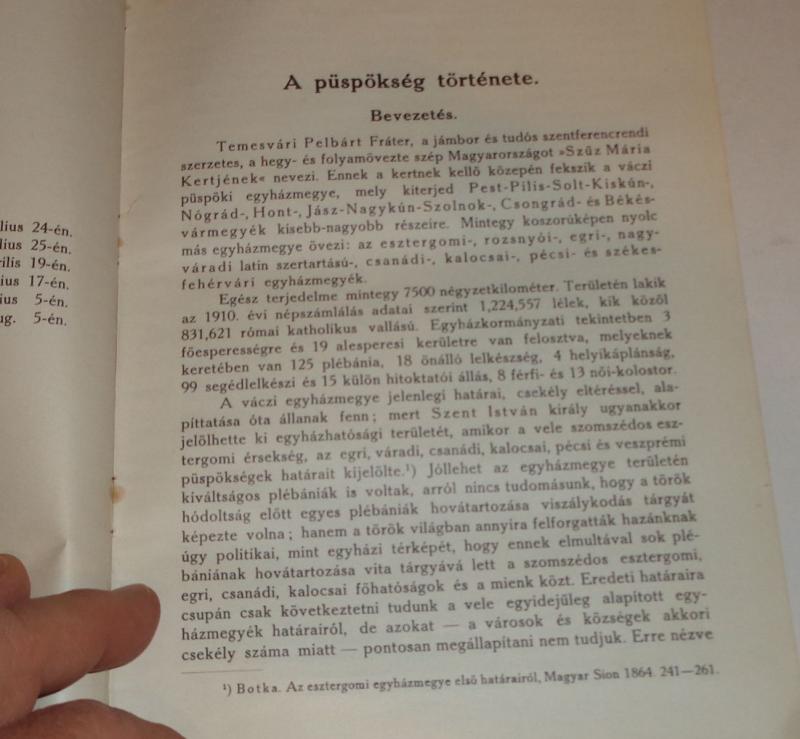 lius 24-én.
lius 25-én.
rilis 19-én.
ius 17-én.
ius 5-én.
ug. 5-én.
A püspökség története.
Bevezetés.
Temesvári Pelbárt Fráter, a jámbor és tudós szentferencrendi
szerzetes, a hegy- és folyamövezte szép Magyarországot »Szűz Mária
Kertjének« nevezi. Ennek a kertnek kellő közepén fekszik a váczi
püspöki egyházmegye, mely kiterjed Pest-Pilis-Solt-Kiskún-,
Nógrád-, Hont-, Jász-Nagykún-Szolnok-, Csongrád- és Békés-
vármegyék kisebb-nagyobb részeire. Mintegy koszorúképen nyolc
más egyházmegye övezi: az esztergomi-, rozsnyói-, egri-, nagy-
váradi latin szertartású-, csanádi-, kalocsai-, pécsi- és székes-
fehérvári egyházmegyék.
Egész terjedelme mintegy 7500 négyzetkilométer. Területén lakik
az 1910. évi népszámlálás adatai szerint 1,224,557 lélek, kik közől
831,621 római katholikus vallású. Egyházkormányzati tekintetben 3
főesperességre és 19 alesperesi kerületre van felosztva, melyeknek
keretében van 125 plébánia, 18 önálló lelkészség, 4 helyikáplánság,
99 segédlelkészi és 15 külön hitoktatói állás, 8 férfi- és 13 női-kolostor.
A váczi egyházmegye jelenlegi határai, csekély eltéréssel, ala-
píttatása óta állanak fenn; mert Szent István király ugyanakkor
jelölhette ki egyházhatósági területét, amikor a vele szomszédos esz-
tergomi érsekség, az egri, váradi, csanádi, kalocsai, pécsi és veszprémi
püspökségek határait kijelölte.¹) Jóllehet az egyházmegye területén
kiváltságos plébániák is voltak, arról nincs tudomásunk, hogy a török
hódoltság előtt egyes plébániák hovátartozása viszálykodás tárgyát
képezte volna; hanem a török világban annyira felforgatták hazánknak
úgy politikai, mint egyházi térképét, hogy ennek elmultával sok plé-
bániának hovátartozása vita tárgyává lett a szomszédos esztergomi,
egri, csanádi, kalocsai főhatóságok és a mienk közt. Eredeti határaira
csupán csak következtetni tudunk a vele egyidejűleg alapított egy-
házmegyék határairól, de azokat — a városok és községek akkori
csekély száma miatt — pontosan megállapítani nem tudjuk. Erre nézve
¹) Botka. Az esztergomi egyházmegye első határairól, Magyar Sion 1864. 241—261.